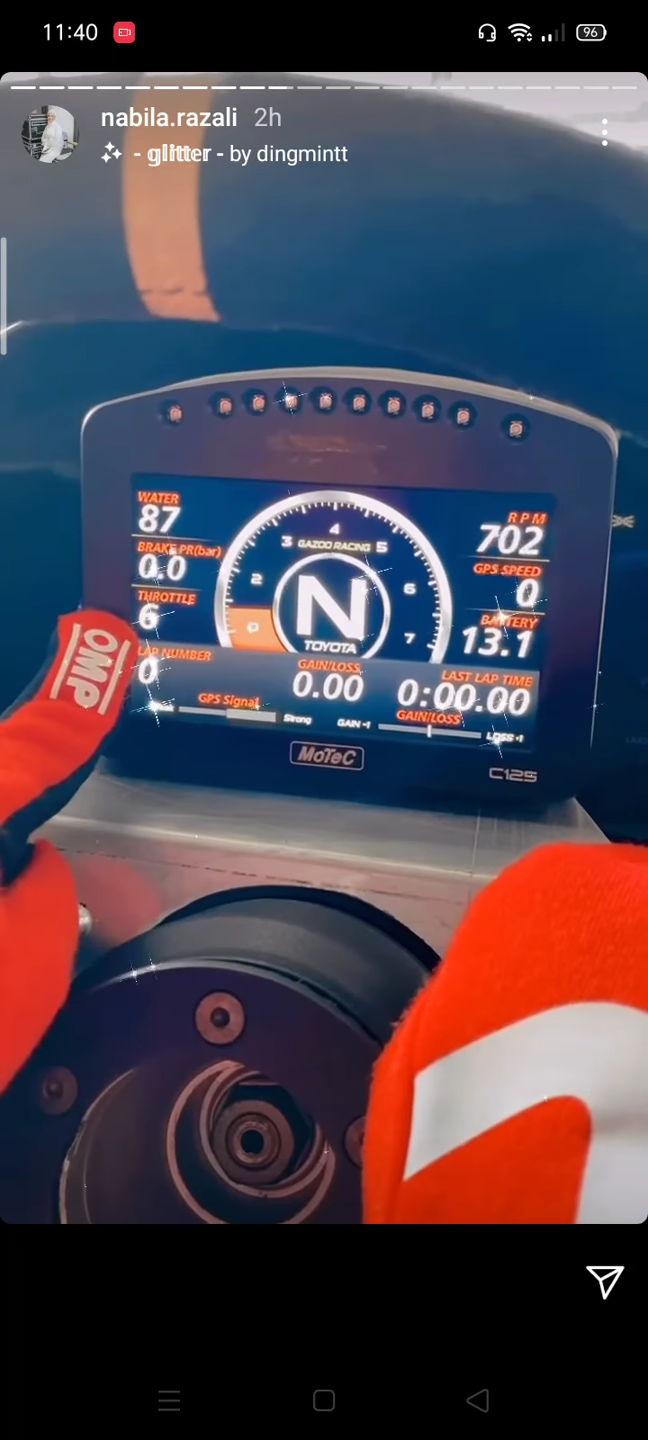 11:40
96
nabila.razali 2h
- glitter - by dingmintt
WATER
87
BRAKE PR(bar)
0.0
THROTTLE
6
LAP NUMBER
0
GPS Signal
Strong
2
3
4
5
6
7
GAZOO RACING
N
TOYOTA
RPM
702
GPS SPEED
0
BATTERY
13.1
GAIN/LOSS
0.00
LAST LAP TIME
0:00.00
GAIN/LOSS
GAIN -1
LOSS +1
MoTeC
C125
OMP